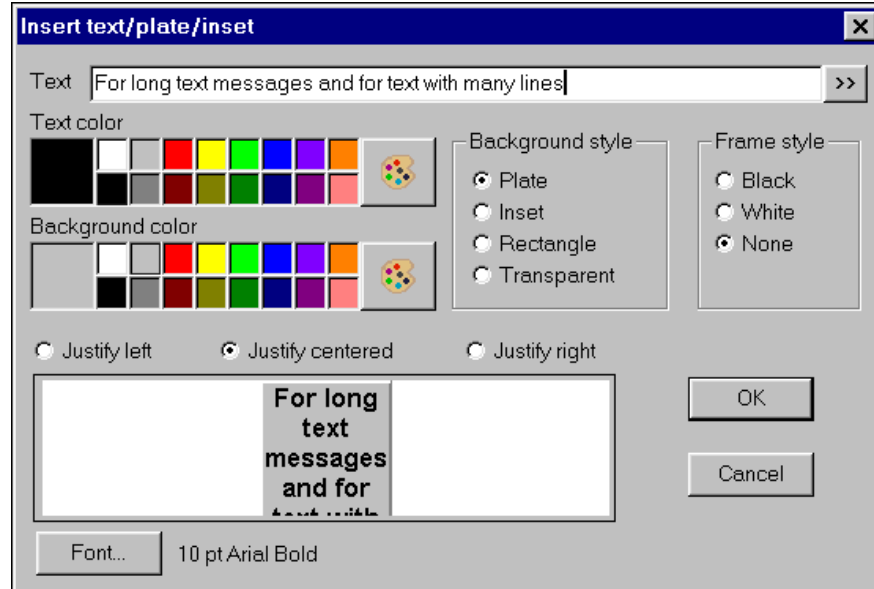 Insert text/plate/inset
Text For long text messages and for text with many lines >>
Text color
Background style
Frame style
Plate
Black
Inset
White
Background color
Rectangle
None
Transparent
Justify left Justify centered Justify right
For long
text
messages
and for
text with
OK
Cancel
Font... 10 pt Arial Bold